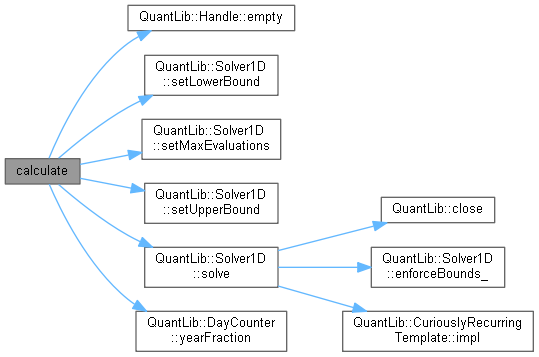 QuantLib::Handle::empty
QuantLib::Solver1D
::setLowerBound
QuantLib::Solver1D
::setMaxEvaluations
calculate
QuantLib::Solver1D
::setUpperBound
QuantLib::Solver1D
::solve
QuantLib::close
QuantLib::Solver1D
::enforceBounds_
QuantLib::DayCounter
::yearFraction
QuantLib::CuriouslyRecurring
Template::impl